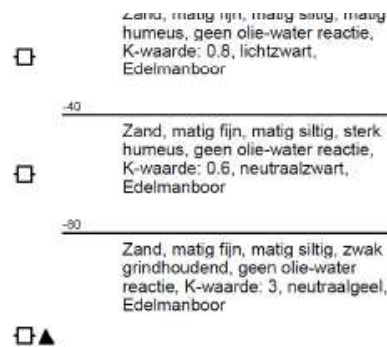 Zand, matig fijn, matig siltig, matig
humeus, geen olie-water reactie,
K-waarde: 0.8, lichtzwart,
Edelmanboor
-40
Zand, matig fijn, matig siltig, sterk
humeus, geen olie-water reactie,
K-waarde: 0.6, neutraalzwart,
Edelmanboor
-80
Zand, matig fijn, matig siltig, zwak
grindhoudend, geen olie-water
reactie, K-waarde: 3, neutraalgeel,
Edelmanboor